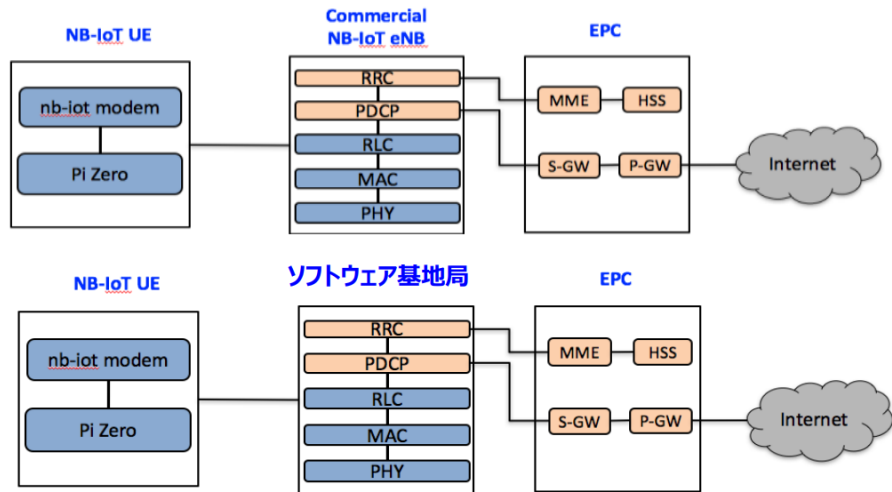 NB-IoT UE
Commercial
NB-IoT eNB
EPC
nb-iot modem
Pi Zero
RRC
PDCP
RLC
MAC
PHY
MME
HSS
S-GW
P-GW
Internet
NB-IoT UE
ソフトウェア基地局
EPC
nb-iot modem
Pi Zero
RRC
PDCP
RLC
MAC
PHY
MME
HSS
S-GW
P-GW
Internet